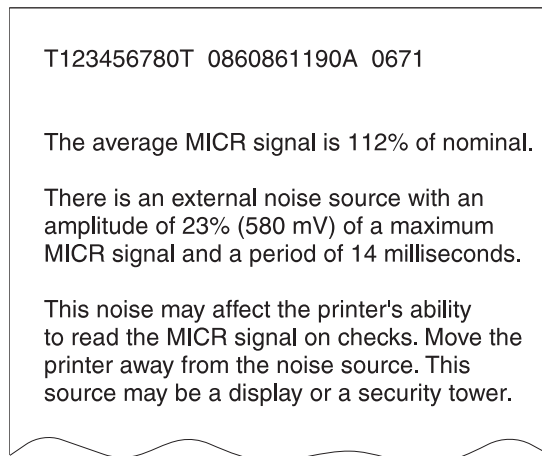 T123456780T 0860861190A 0671
The average MICR signal is 112% of nominal.
There is an external noise source with an
amplitude of 23% (580 mV) of a maximum
MICR signal and a period of 14 milliseconds.
This noise may affect the printer's ability
to read the MICR signal on checks. Move the
printer away from the noise source. This
source may be a display or a security tower.